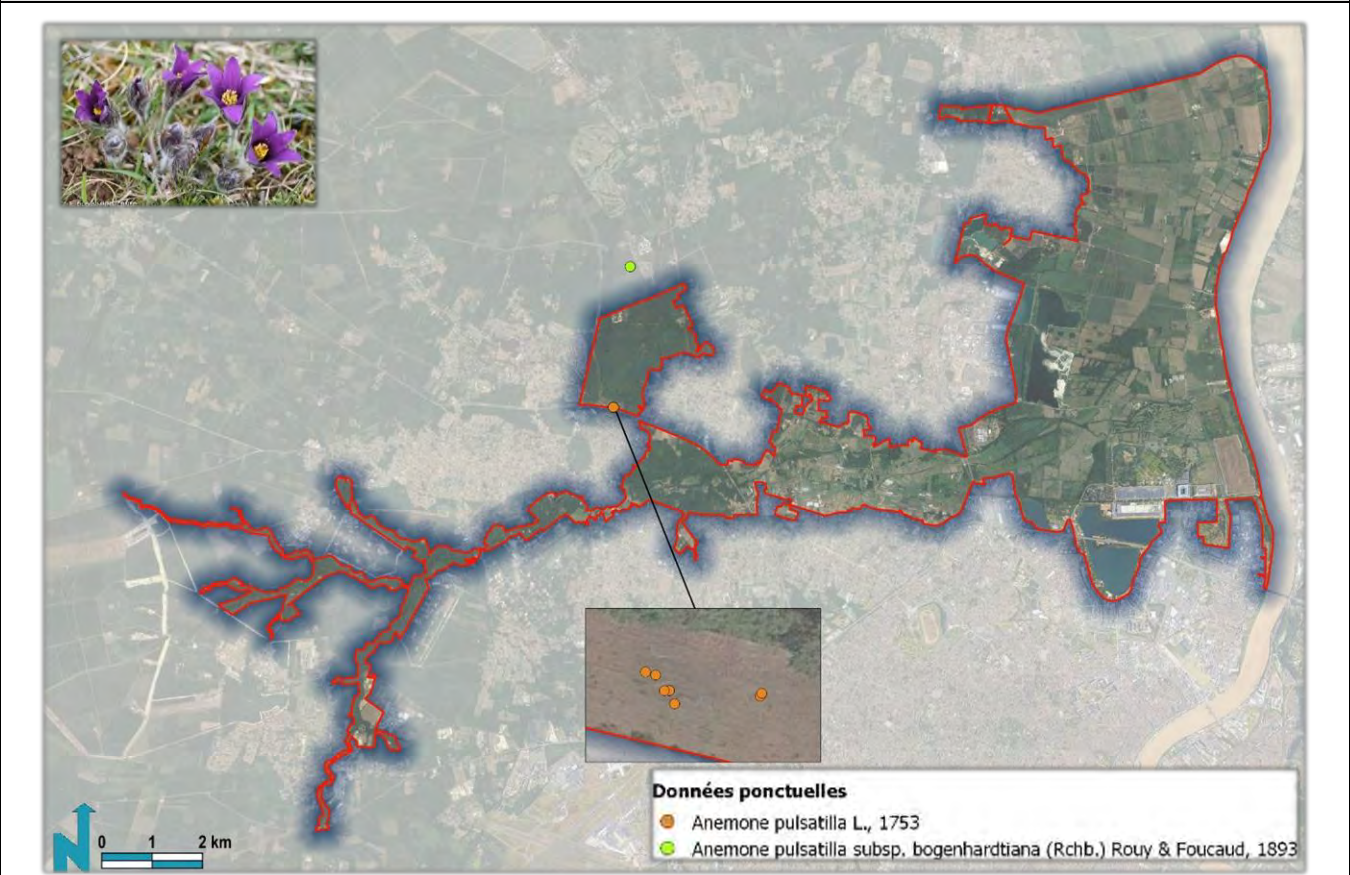 Données ponctuelles
Anemone pulsatilla L., 1753
Anemone pulsatilla subsp. bogenhardtiana (Rchb.) Rouy & Foucaud, 1893
N
0 1 2 km